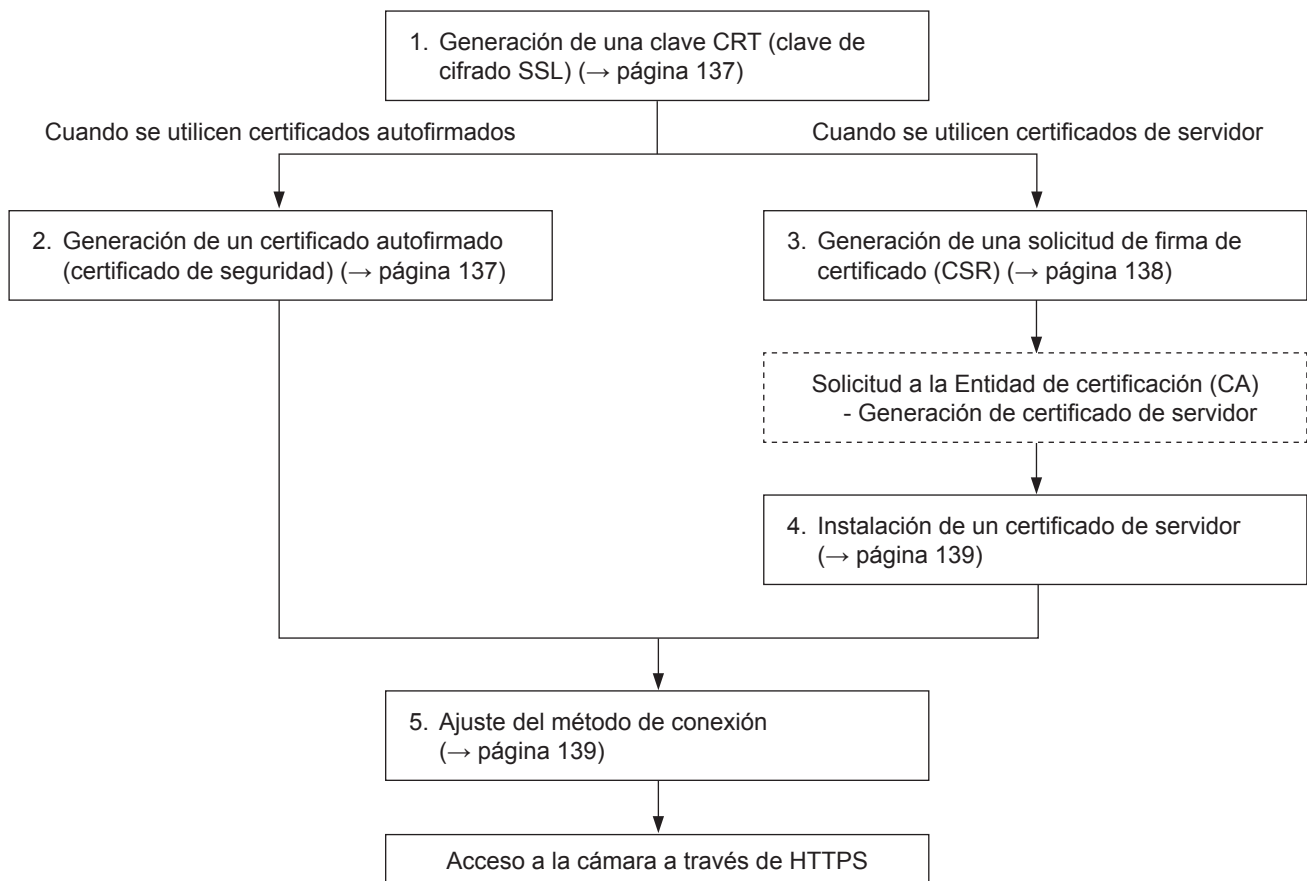 1. Generación de una clave CRT (clave de
cifrado SSL) (→ página 137)
Cuando se utilicen certificados autofirmados
Cuando se utilicen certificados de servidor
2. Generación de un certificado autofirmado
(certificado de seguridad) (→ página 137)
3. Generación de una solicitud de firma de
certificado (CSR) (→ página 138)
Solicitud a la Entidad de certificación (CA)
- Generación de certificado de servidor
4. Instalación de un certificado de servidor
(→ página 139)
5. Ajuste del método de conexión
(→ página 139)
Acceso a la cámara a través de HTTPS